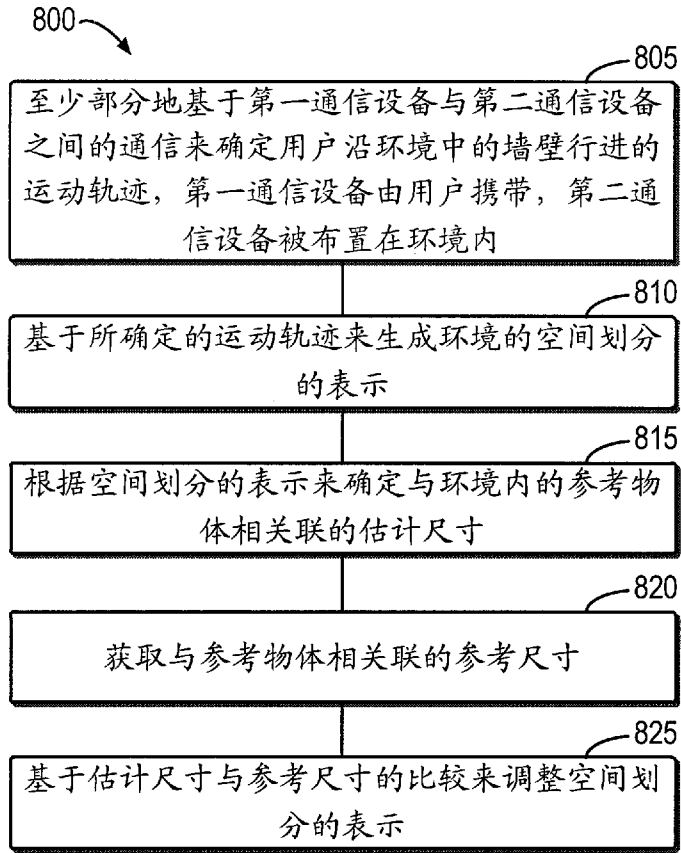 800
805
至少部分地基于第一通信设备与第二通信设备
之间的通信来确定用户沿环境中的墙壁行进的
运动轨迹，第一通信设备由用户携带，第二通
信设备被布置在环境内
810
基于所确定的运动轨迹来生成环境的空间划分
的表示
815
根据空间划分的表示来确定与环境内的参考物
体相关联的估计尺寸
820
获取与参考物体相关联的参考尺寸
825
基于估计尺寸与参考尺寸的比较来调整空间划
分的表示